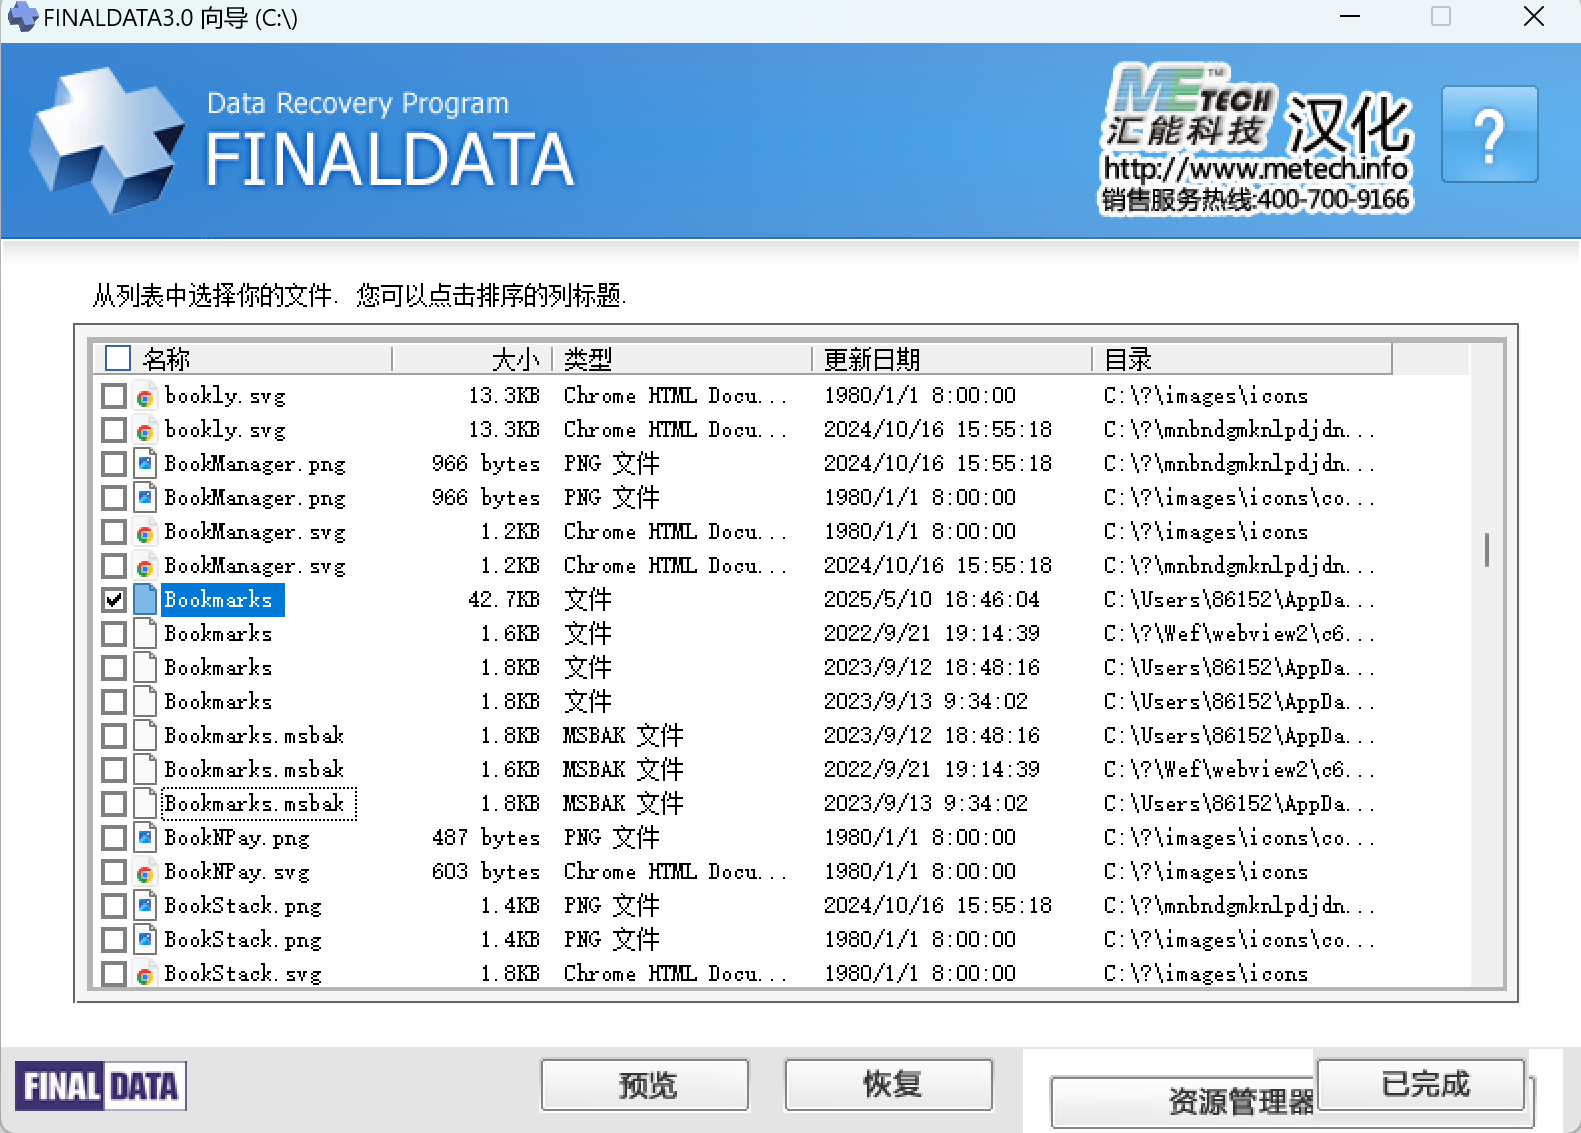 FINALDATA3.0 向导 (C:\)
Data Recovery Program
FINALDATA
METECH™
汇能科技 汉化
http://www.metech.info
销售服务热线:400-700-9166
?
从列表中选择你的文件. 您可以点击排序的列标题.
名称 大小 类型 更新日期 目录
bookly.svg 13.3KB Chrome HTML Docu... 1980/1/1 8:00:00 C:\?\images\icons
bookly.svg 13.3KB Chrome HTML Docu... 2024/10/16 15:55:18 C:\?\mnbndgmknlpdjdn...
BookManager.png 966 bytes PNG 文件 2024/10/16 15:55:18 C:\?\mnbndgmknlpdjdn...
BookManager.png 966 bytes PNG 文件 1980/1/1 8:00:00 C:\?\images\icons\co...
BookManager.svg 1.2KB Chrome HTML Docu... 1980/1/1 8:00:00 C:\?\images\icons
BookManager.svg 1.2KB Chrome HTML Docu... 2024/10/16 15:55:18 C:\?\mnbndgmknlpdjdn...
Bookmarks 42.7KB 文件 2025/5/10 18:46:04 C:\Users\86152\AppDa...
Bookmarks 1.6KB 文件 2022/9/21 19:14:39 C:\?\Wef\webview2\c6...
Bookmarks 1.8KB 文件 2023/9/12 18:48:16 C:\Users\86152\AppDa...
Bookmarks 1.8KB 文件 2023/9/13 9:34:02 C:\Users\86152\AppDa...
Bookmarks.msbak 1.8KB MSBAK 文件 2023/9/12 18:48:16 C:\Users\86152\AppDa...
Bookmarks.msbak 1.6KB MSBAK 文件 2022/9/21 19:14:39 C:\?\Wef\webview2\c6...
Bookmarks.msbak 1.8KB MSBAK 文件 2023/9/13 9:34:02 C:\Users\86152\AppDa...
BookNPay.png 487 bytes PNG 文件 1980/1/1 8:00:00 C:\?\images\icons\co...
BookNPay.svg 603 bytes Chrome HTML Docu... 1980/1/1 8:00:00 C:\?\images\icons
BookStack.png 1.4KB PNG 文件 2024/10/16 15:55:18 C:\?\mnbndgmknlpdjdn...
BookStack.png 1.4KB PNG 文件 1980/1/1 8:00:00 C:\?\images\icons\co...
BookStack.svg 1.8KB Chrome HTML Docu... 1980/1/1 8:00:00 C:\?\images\icons
FINAL DATA 预览 恢复 资源管理器 已完成